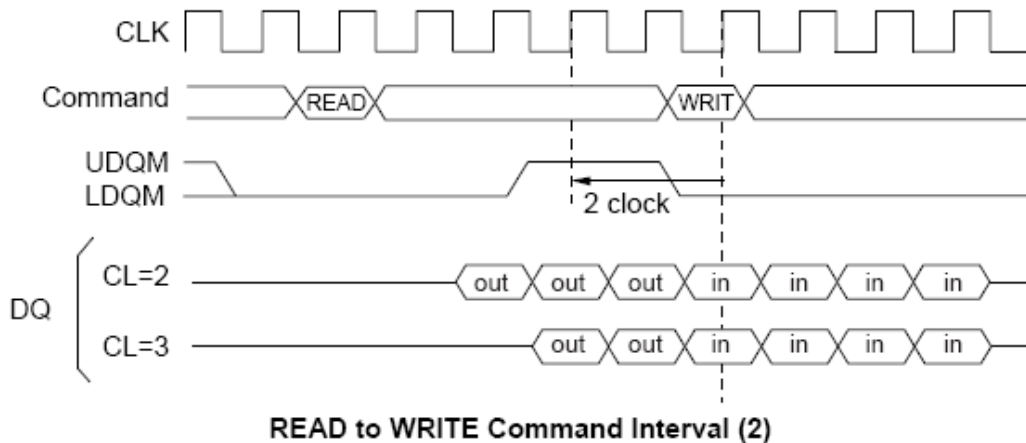 CLK
Command READ WRIT
UDQM
LDQM
2 clock
DQ
CL=2 out out out in in in in
CL=3 out out in in in in
READ to WRITE Command Interval (2)